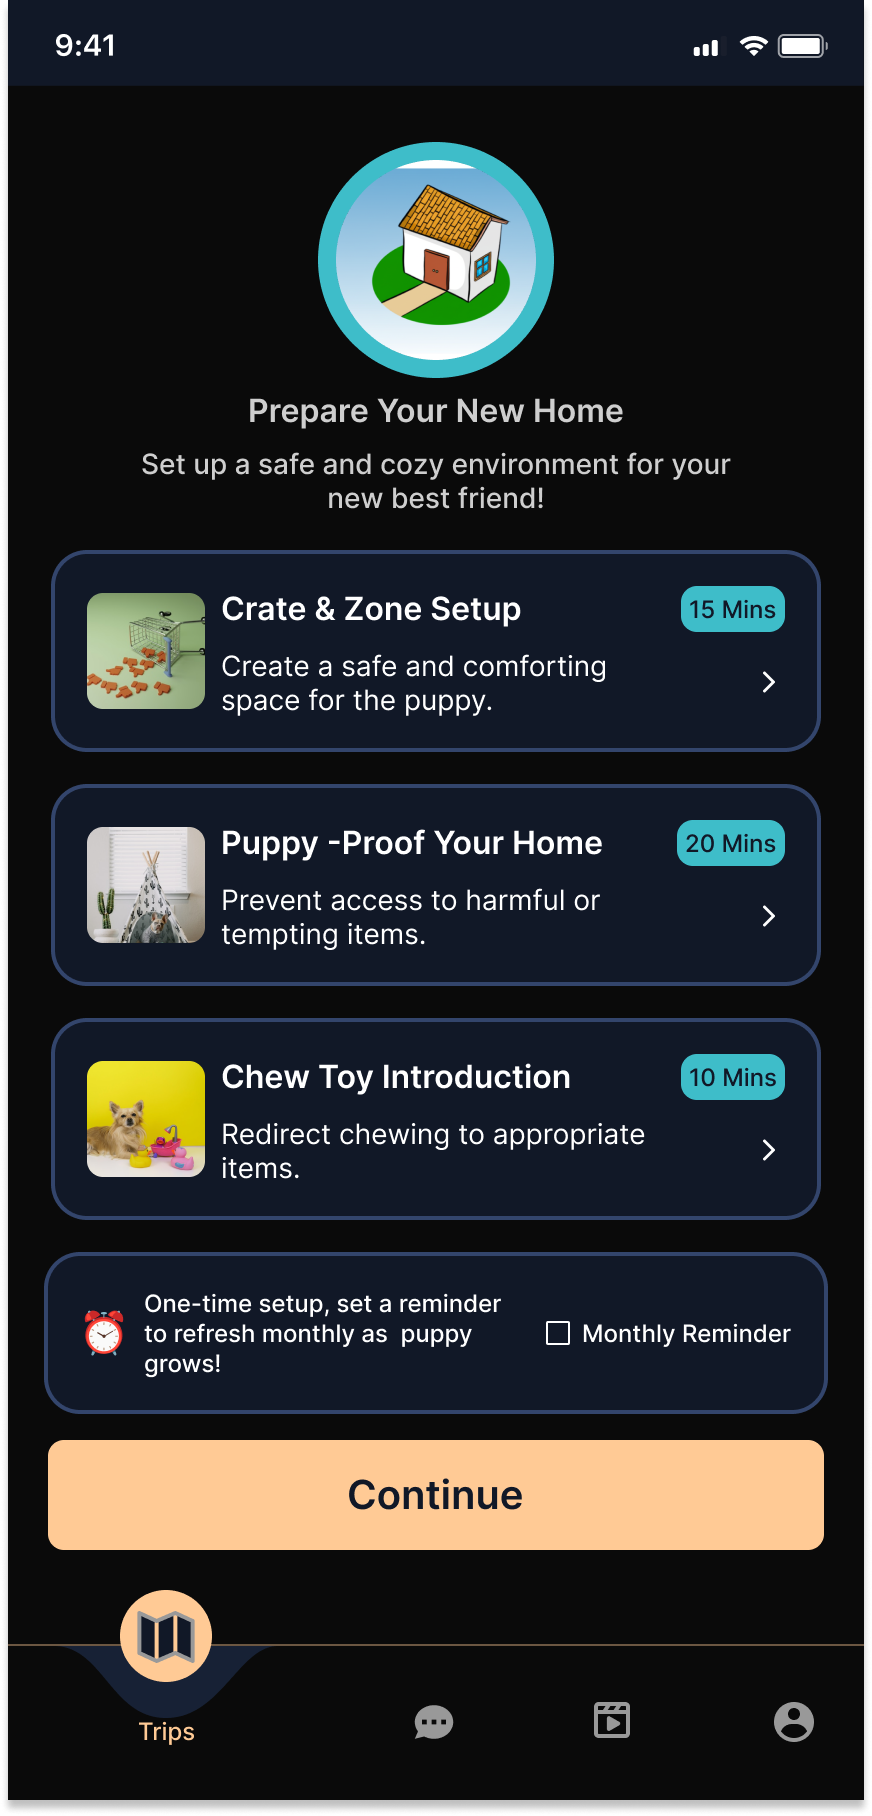 9:41
Prepare Your New Home
Set up a safe and cozy environment for your
new best friend!
Crate & Zone Setup
15 Mins
Create a safe and comforting
space for the puppy.
Puppy -Proof Your Home
20 Mins
Prevent access to harmful or
tempting items.
Chew Toy Introduction
10 Mins
Redirect chewing to appropriate
items.
One-time setup, set a reminder
to refresh monthly as  puppy
grows!
Monthly Reminder
Continue
Trips